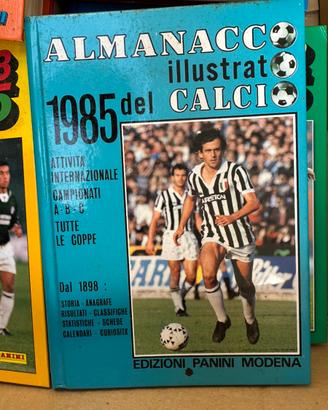 ALMANACCO
illustrato
1985 del CALCIO
ATTIVITÀ
INTERNAZIONALE
CAMPIONATI
A-B-C
TUTTE
LE COPPE
ARISTON
Dal 1898 :
STORIA - ANAGRAFE
RISULTATI - CLASSIFICHE
STATISTICHE - SCHEDE
CALENDARI - CURIOSITÀ
EDIZIONI PANINI MODENA
PANINI